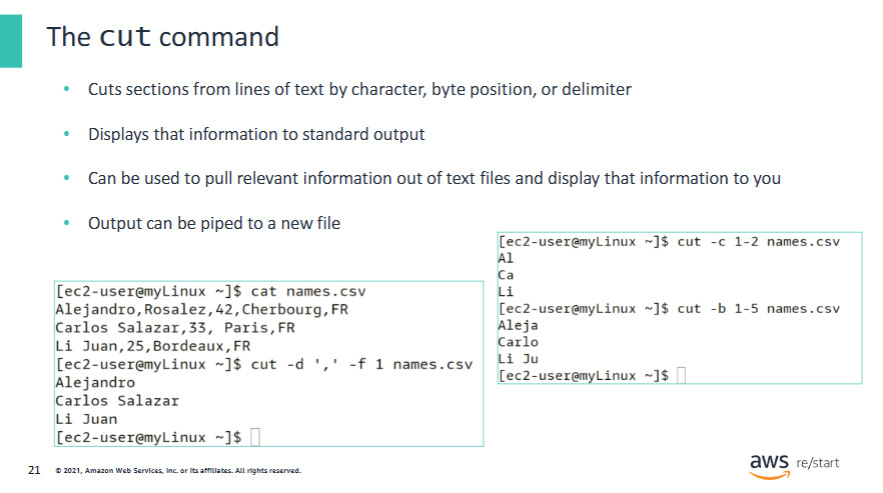 The cut command
• Cuts sections from lines of text by character, byte position, or delimiter
• Displays that information to standard output
• Can be used to pull relevant information out of text files and display that information to you
• Output can be piped to a new file
[ec2-user@myLinux ~]$ cat names.csv
Alejandro,Rosalez,42,Cherbourg,FR
Carlos Salazar,33, Paris,FR
Li Juan,25,Bordeaux,FR
[ec2-user@myLinux ~]$ cut -d ',' -f 1 names.csv
Alejandro
Carlos Salazar
Li Juan
[ec2-user@myLinux ~]$
[ec2-user@myLinux ~]$ cut -c 1-2 names.csv
Al
Ca
Li
[ec2-user@myLinux ~]$ cut -b 1-5 names.csv
Aleja
Carlo
Li Ju
[ec2-user@myLinux ~]$
21 © 2021, Amazon Web Services, Inc. or its affiliates. All rights reserved.
aws re/start